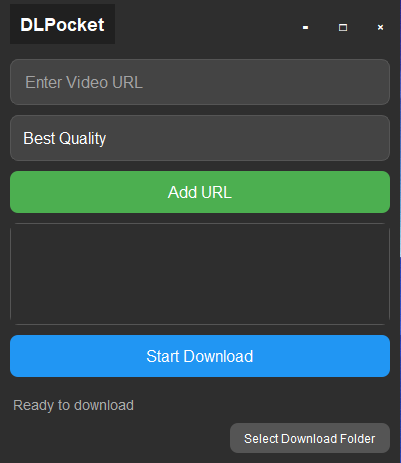 DLPocket
Enter Video URL
Best Quality
Add URL
Start Download
Ready to download
Select Download Folder